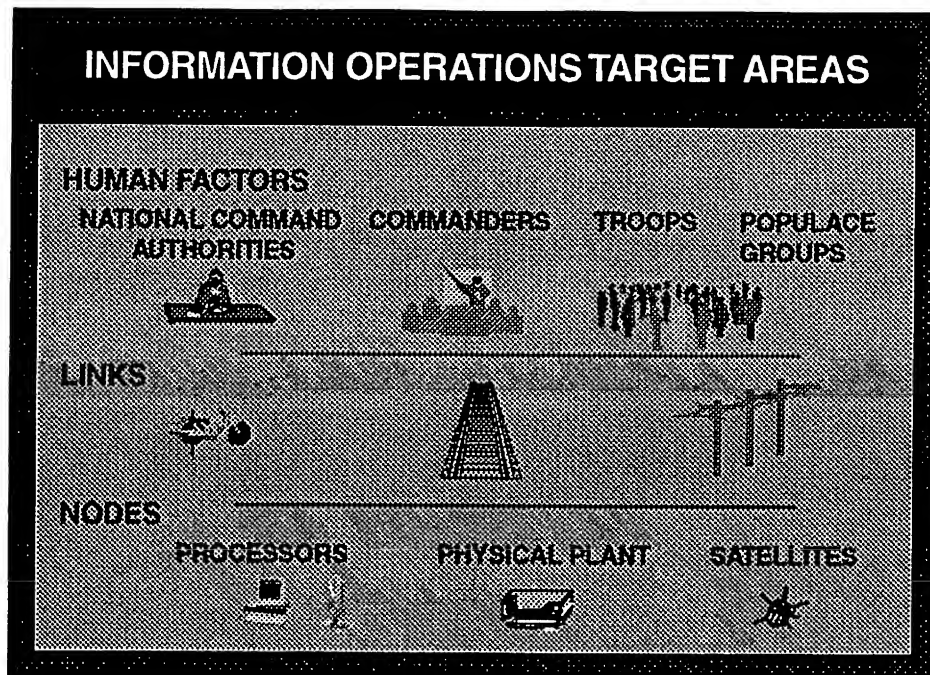 INFORMATION OPERATIONS TARGET AREAS
HUMAN FACTORS
NATIONAL COMMAND AUTHORITIES
COMMANDERS
TROOPS
POPULACE GROUPS
LINKS
NODES
PROCESSORS
PHYSICAL PLANT
SATELLITES